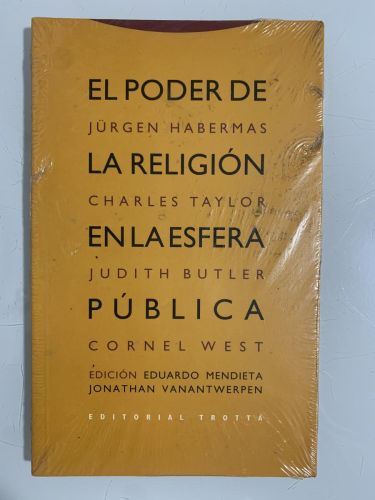 EL PODER DE
JÜRGEN HABERMAS
LA RELIGIÓN
CHARLES TAYLOR
EN LA ESFERA
JUDITH BUTLER
PÚBLICA
CORNEL WEST
EDICIÓN EDUARDO MENDIETA
JONATHAN VANANTWERPEN
EDITORIAL TROTTA